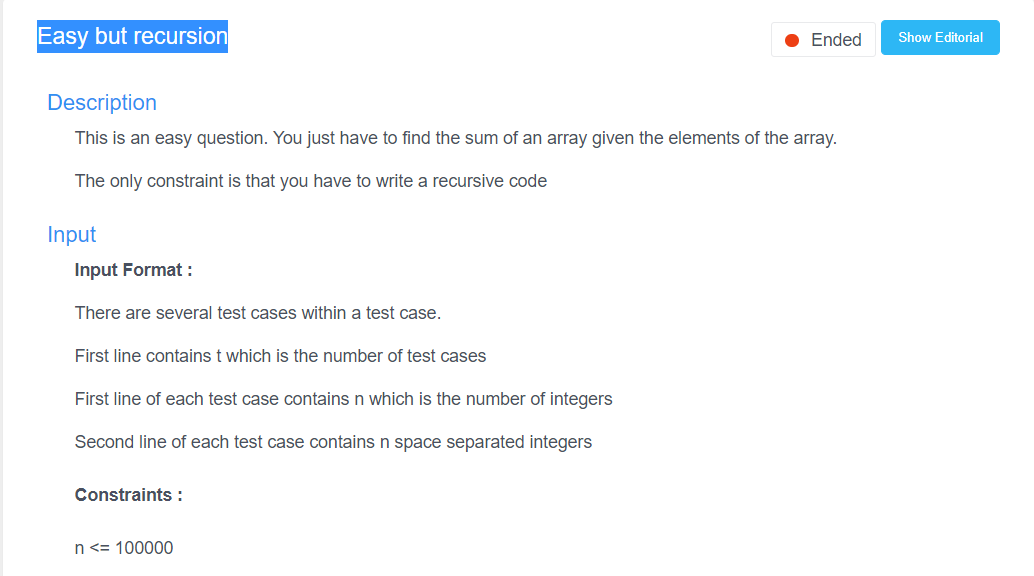 Easy but recursion
Ended
Show Editorial
Description
This is an easy question. You just have to find the sum of an array given the elements of the array.
The only constraint is that you have to write a recursive code
Input
Input Format :
There are several test cases within a test case.
First line contains t which is the number of test cases
First line of each test case contains n which is the number of integers
Second line of each test case contains n space separated integers
Constraints :
n <= 100000